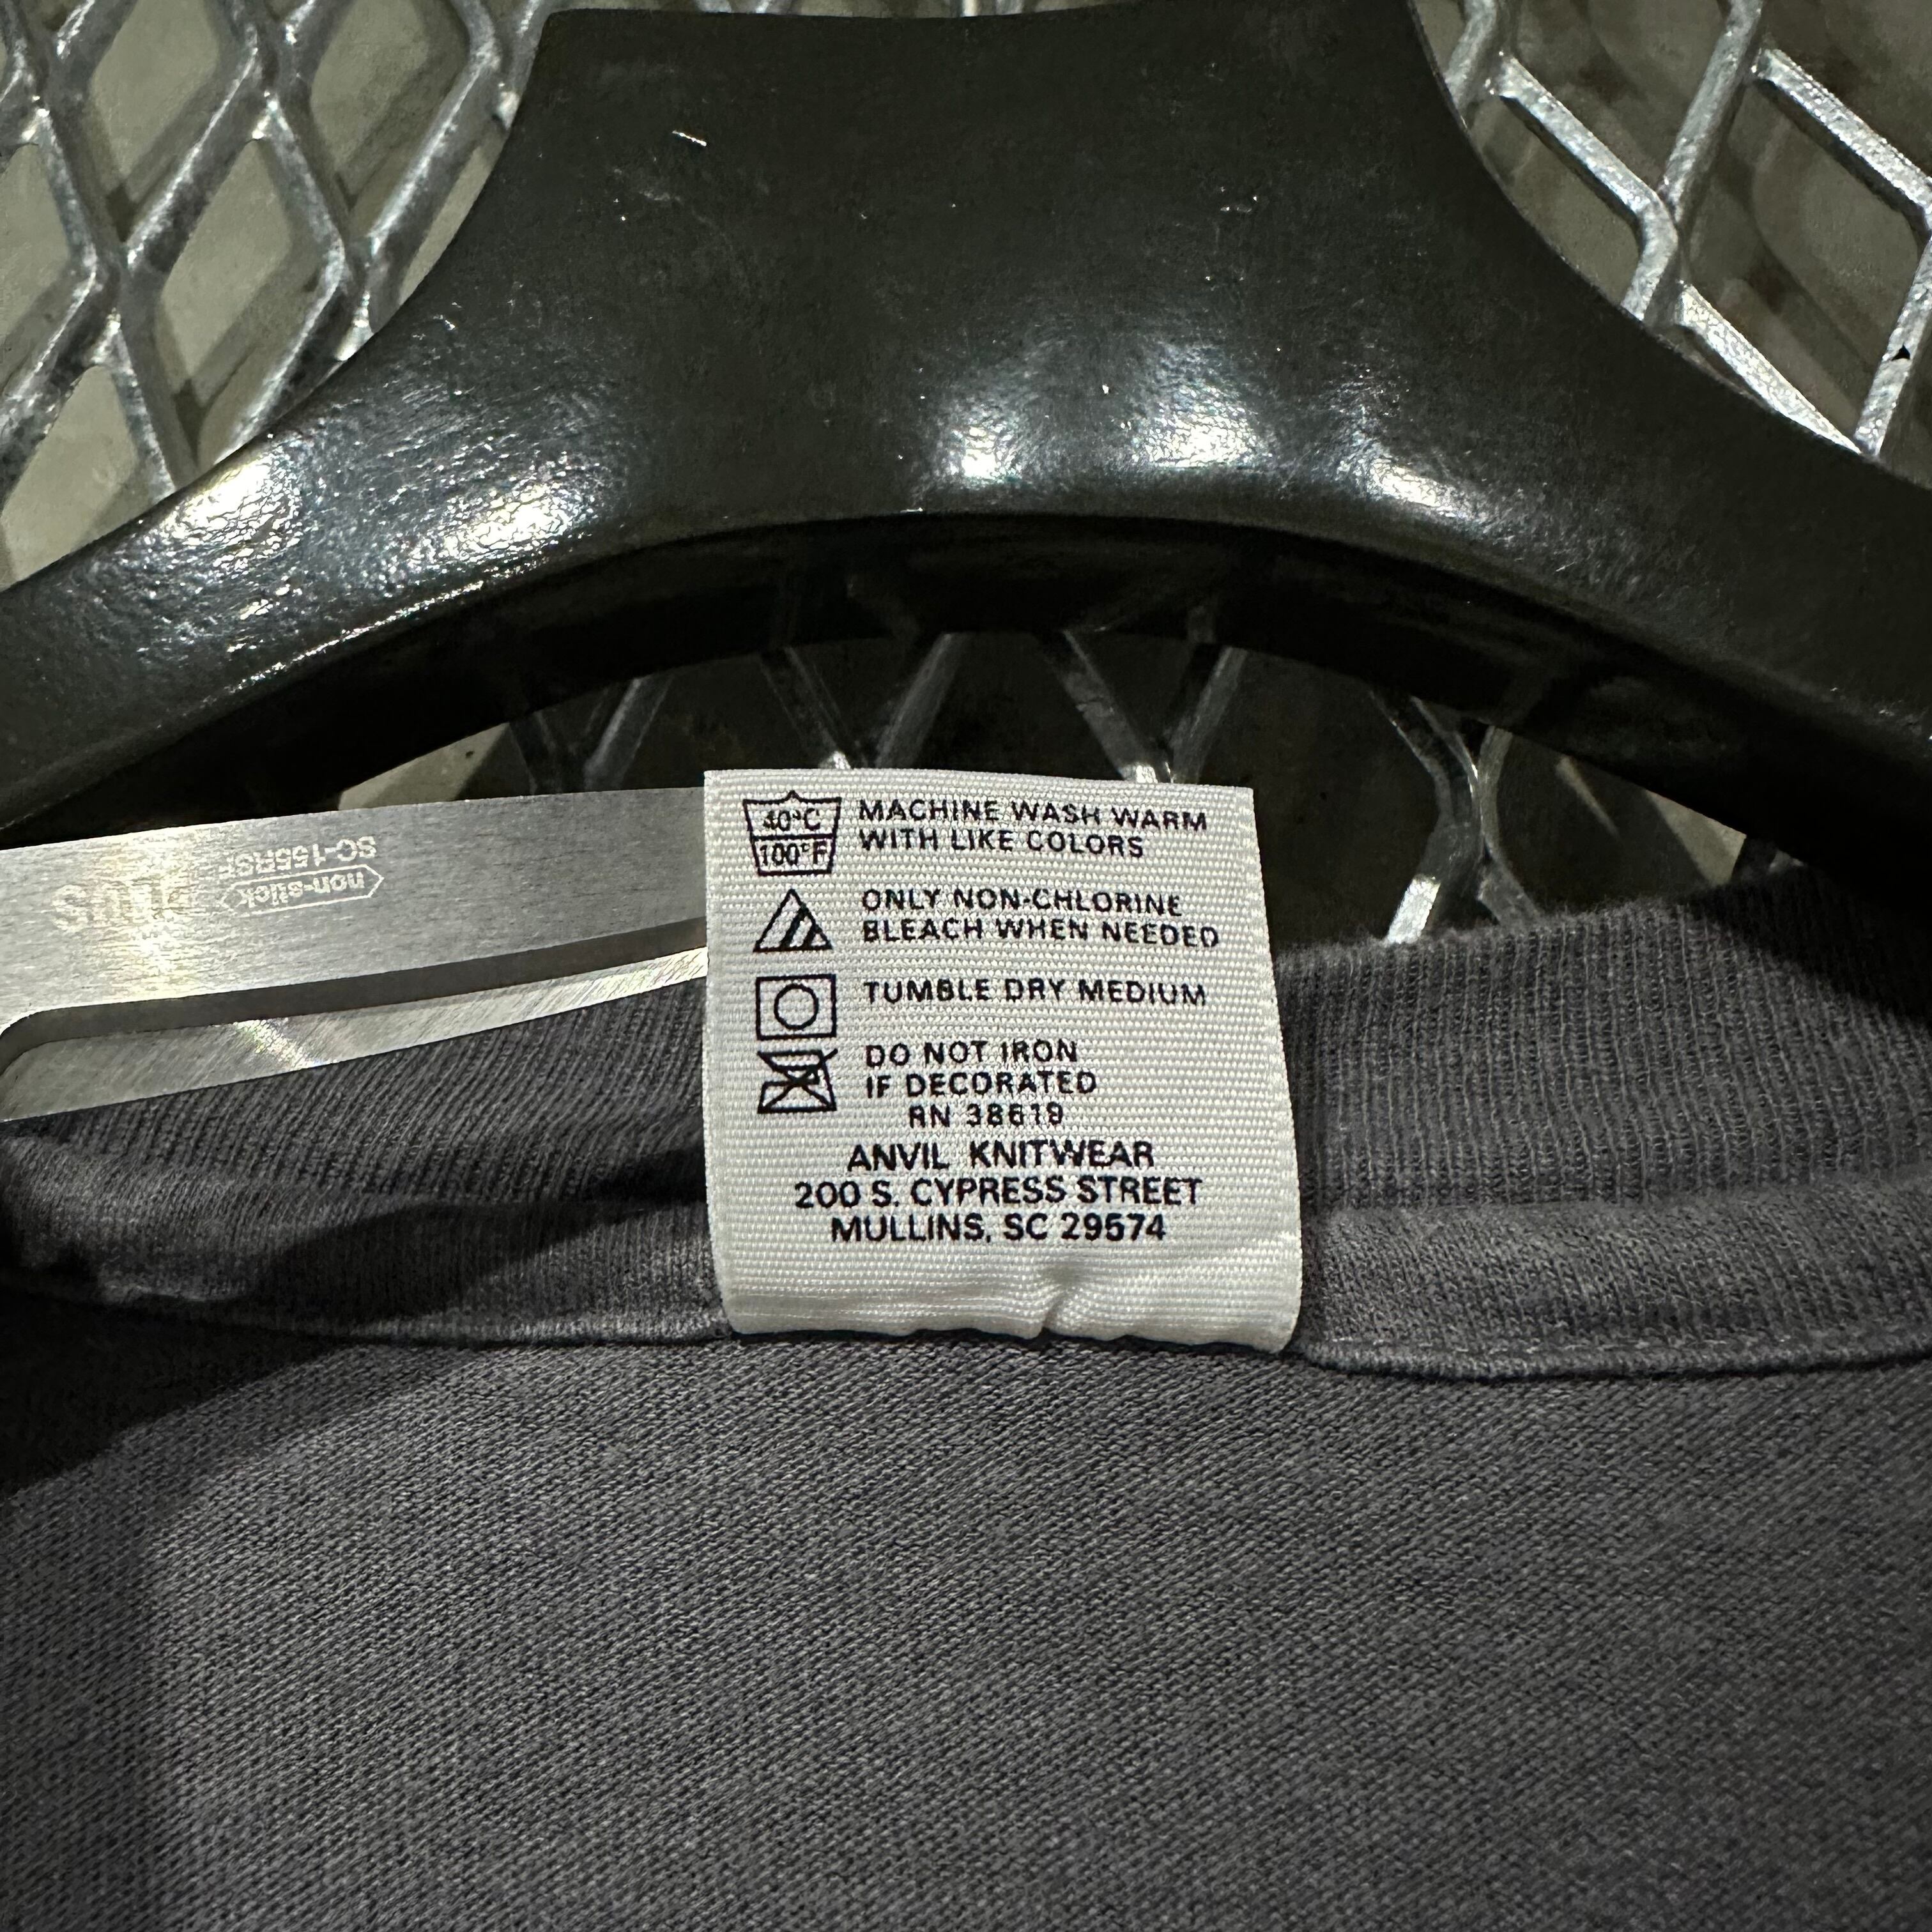 40°C
100°F
MACHINE WASH WARM
WITH LIKE COLORS
ONLY NON-CHLORINE
BLEACH WHEN NEEDED
TUMBLE DRY MEDIUM
DO NOT IRON
IF DECORATED
RN 38619
ANVIL KNITWEAR
200 S. CYPRESS STREET
MULLINS, SC 29574
non-stick
SC-155RSF